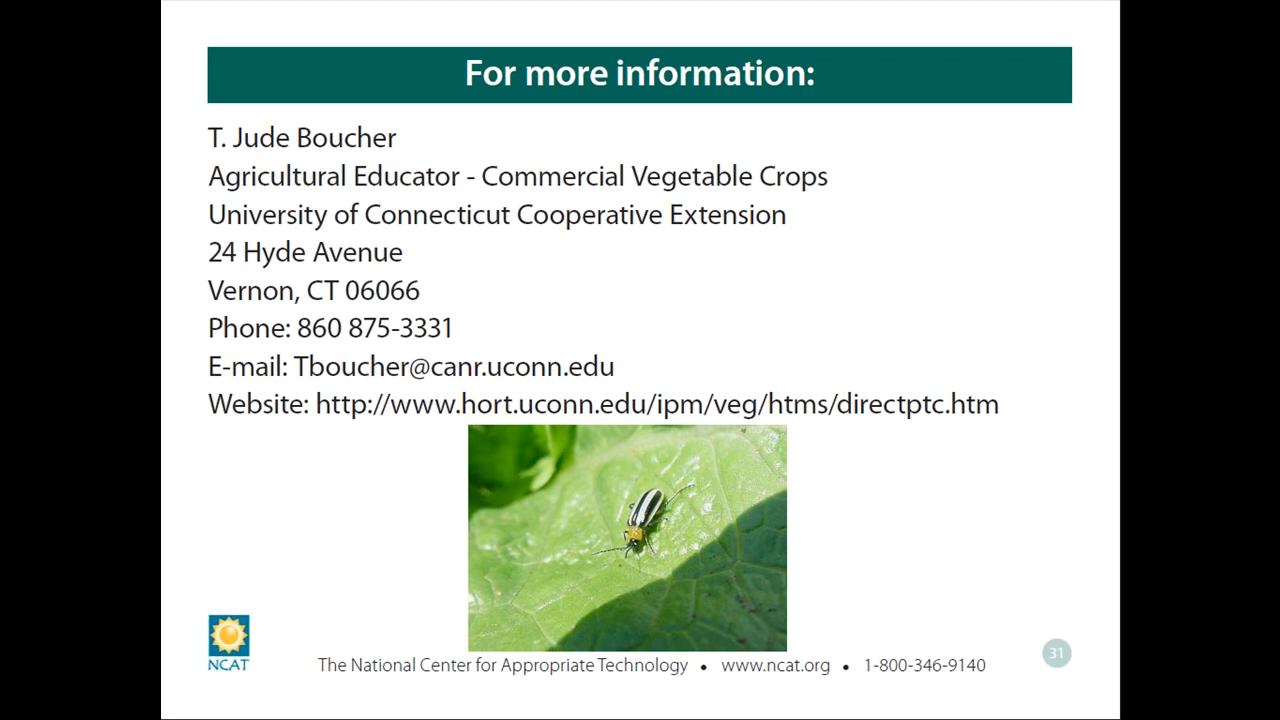 For more information:
T. Jude Boucher
Agricultural Educator - Commercial Vegetable Crops
University of Connecticut Cooperative Extension
24 Hyde Avenue
Vernon, CT 06066
Phone: 860 875-3331
E-mail: Tboucher@canr.uconn.edu
Website: http://www.hort.uconn.edu/ipm/veg/htms/directptc.htm
NCAT
The National Center for Appropriate Technology • www.ncat.org • 1-800-346-9140
31